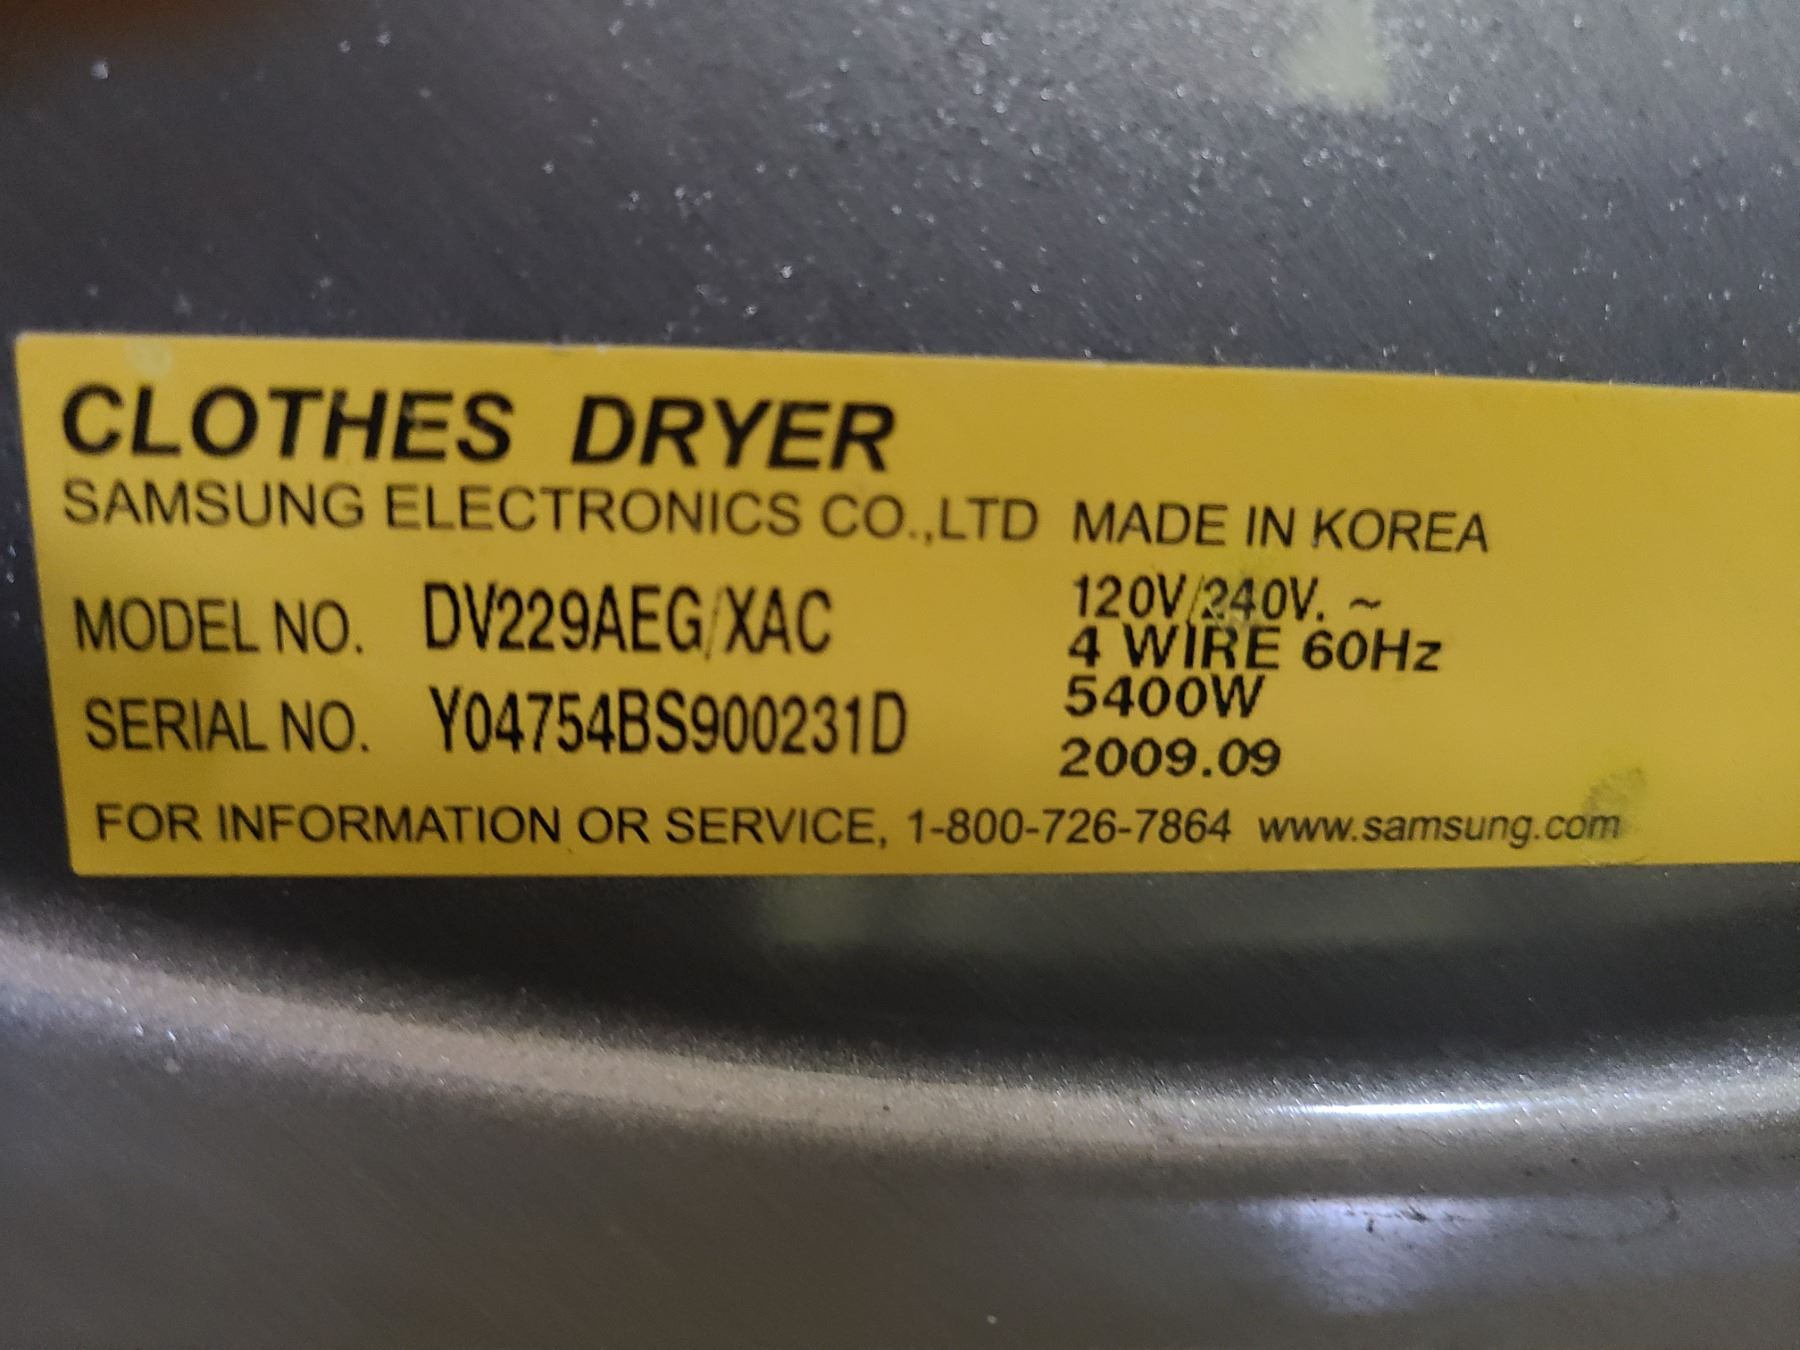 CLOTHES DRYER
SAMSUNG ELECTRONICS CO.,LTD MADE IN KOREA
MODEL NO. DV229AEG/XAC 120V/240V. ~
4 WIRE 60Hz
5400W
SERIAL NO. Y04754BS900231D
2009.09
FOR INFORMATION OR SERVICE, 1-800-726-7864 www.samsung.com